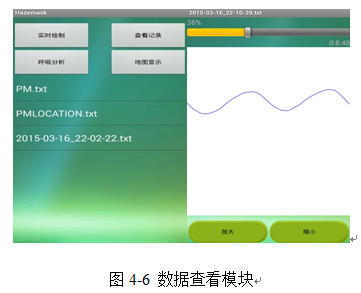 Hazemask
实时绘制
查看记录
呼吸分析
地图显示
PM.txt
PMLOCATION.txt
2015-03-16_22-02-22.txt
2015-03-16_22-10-39.txt
36%
0:8:48
放大
缩小
图 4-6 数据查看模块